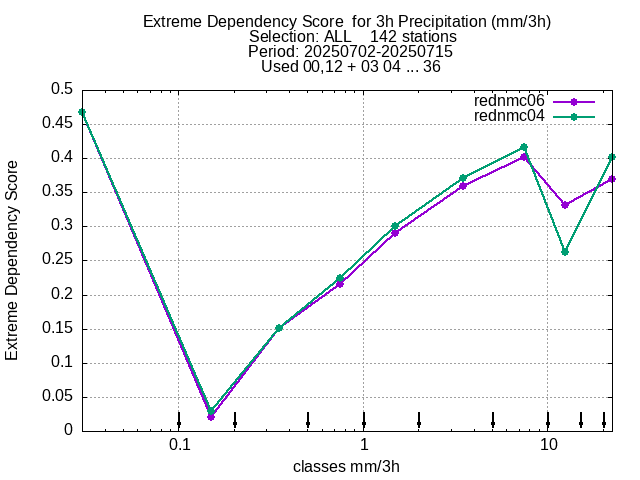 Extreme Dependency Score  for 3h Precipitation (mm/3h)
Selection: ALL    142 stations
Period: 20250702-20250715
Used 00,12 + 03 04 ... 36
rednmc06
rednmc04
0.5
0.45
0.4
0.35
0.3
0.25
0.2
0.15
0.1
0.05
0
Extreme Dependency Score
0.1 1 10
classes mm/3h